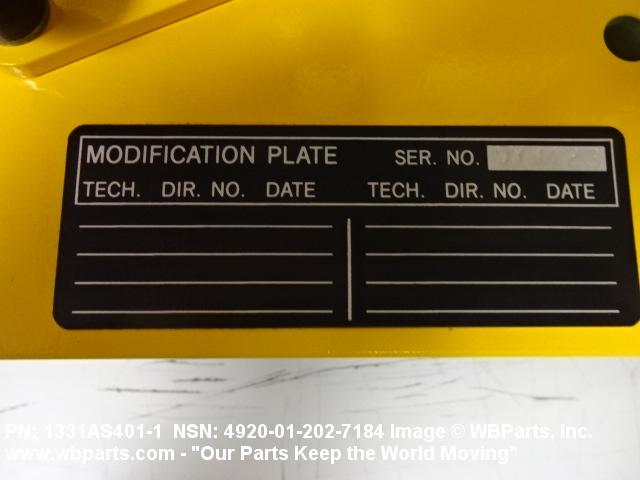 MODIFICATION PLATE SER. NO.
TECH. DIR. NO. DATE TECH. DIR. NO. DATE
PN: 1331AS401-1 NSN: 4920-01-202-7184 Image © WBParts, Inc.
www.wbparts.com - "Our Parts Keep the World Moving"